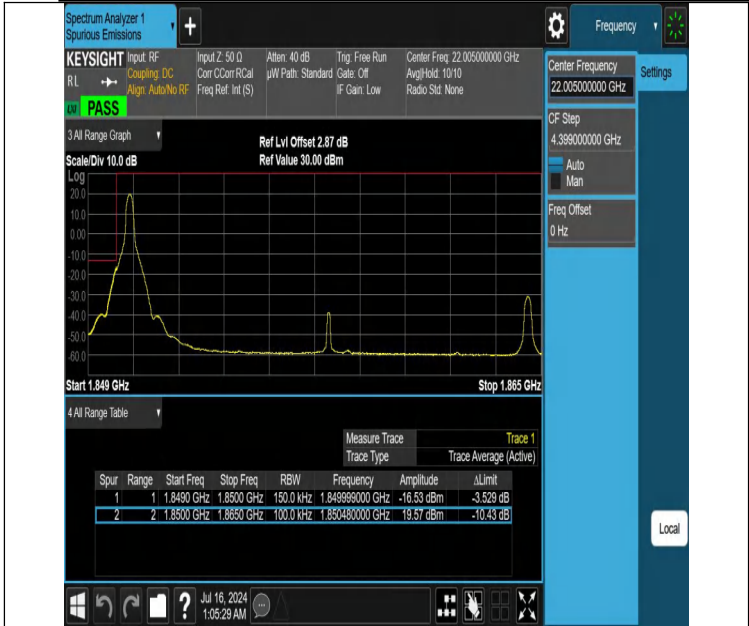 Spectrum Analyzer 1
Spurious Emissions
Frequency
KEYSIGHT
RL
PASS
Input: RF
Coupling: DC
Align: Auto/No RF
Input Z: 50 Ω
Corr CCorr RCal
Freq Ref: Int (S)
Atten: 40 dB
µW Path: Standard
Trig: Free Run
Gate: Off
IF Gain: Low
Center Freq: 22.005000000 GHz
Avg|Hold: 10/10
Radio Std: None
Center Frequency
22.005000000 GHz
Settings
CF Step
4.399000000 GHz
Auto
Man
Freq Offset
0 Hz
3 All Range Graph
Scale/Div 10.0 dB
Ref Lvl Offset 2.87 dB
Ref Value 30.00 dBm
Log
20.0
10.0
0.00
-10.0
-20.0
-30.0
-40.0
-50.0
-60.0
Start 1.849 GHz
Stop 1.865 GHz
4 All Range Table
Measure Trace Trace 1
Trace Type Trace Average (Active)
Spur Range Start Freq Stop Freq RBW Frequency Amplitude ΔLimit
1 1 1.8490 GHz 1.8500 GHz 150.0 kHz 1.849999000 GHz -16.53 dBm -3.529 dB
2 2 1.8500 GHz 1.8650 GHz 100.0 kHz 1.850480000 GHz 19.57 dBm -10.43 dB
Local
?
Jul 16, 2024
1:05:29 AM